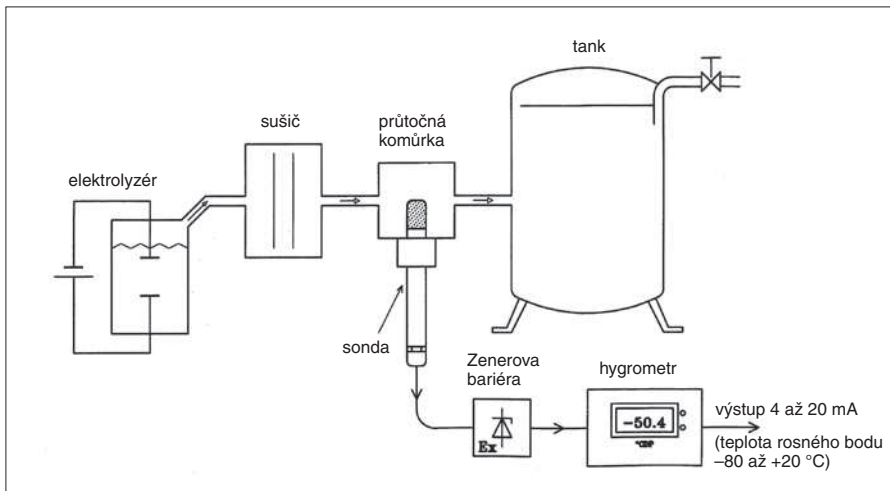 tank
sušič
průtočná
komůrka
elektrolyzér
sonda
Zenerova
bariéra
hygrometr
Ex
-50.4
°CDP
výstup 4 až 20 mA
(teplota rosného bodu
–80 až +20 °C)